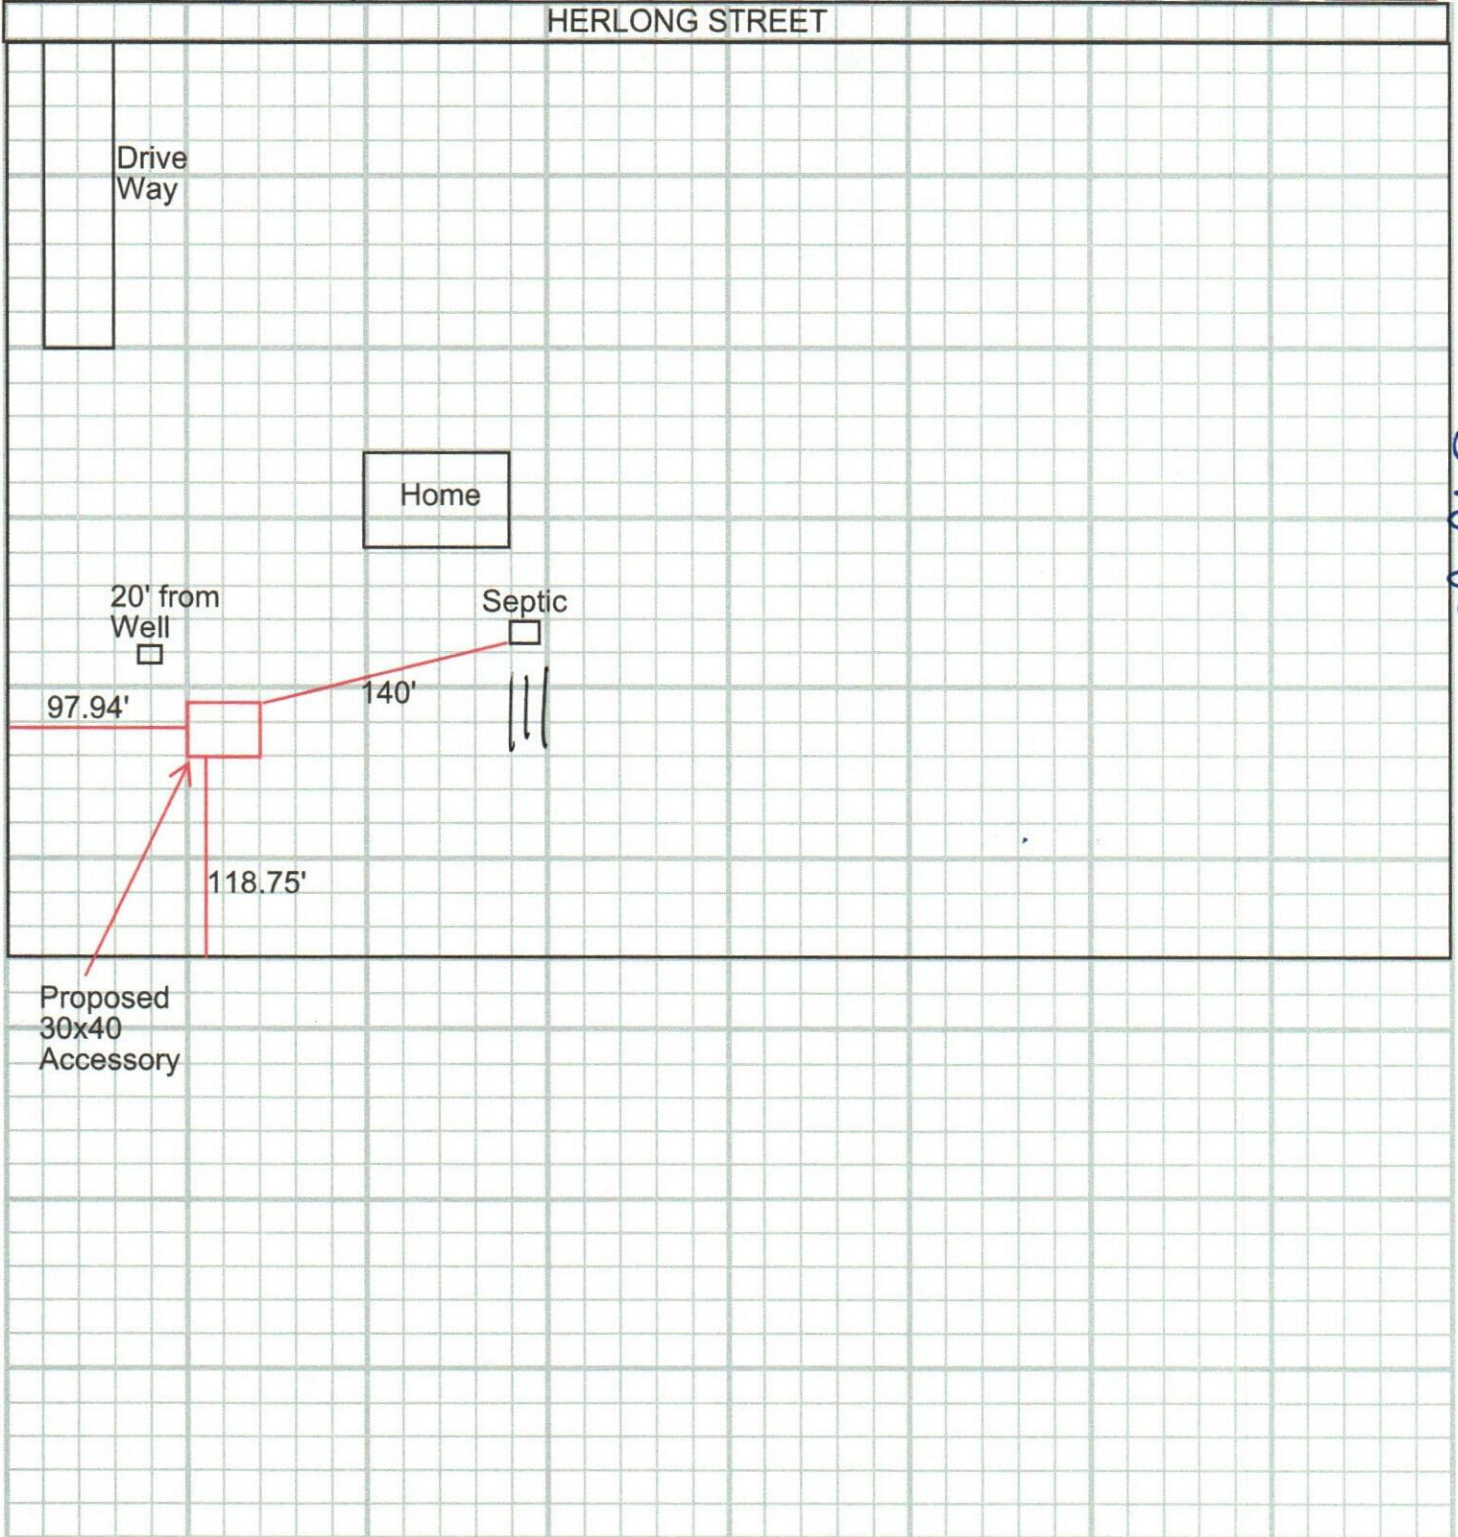 HERLONG STREET
Drive
Way
Home
20' from
Well
Septic
97.94'
140'
118.75'
Proposed
30x40
Accessory